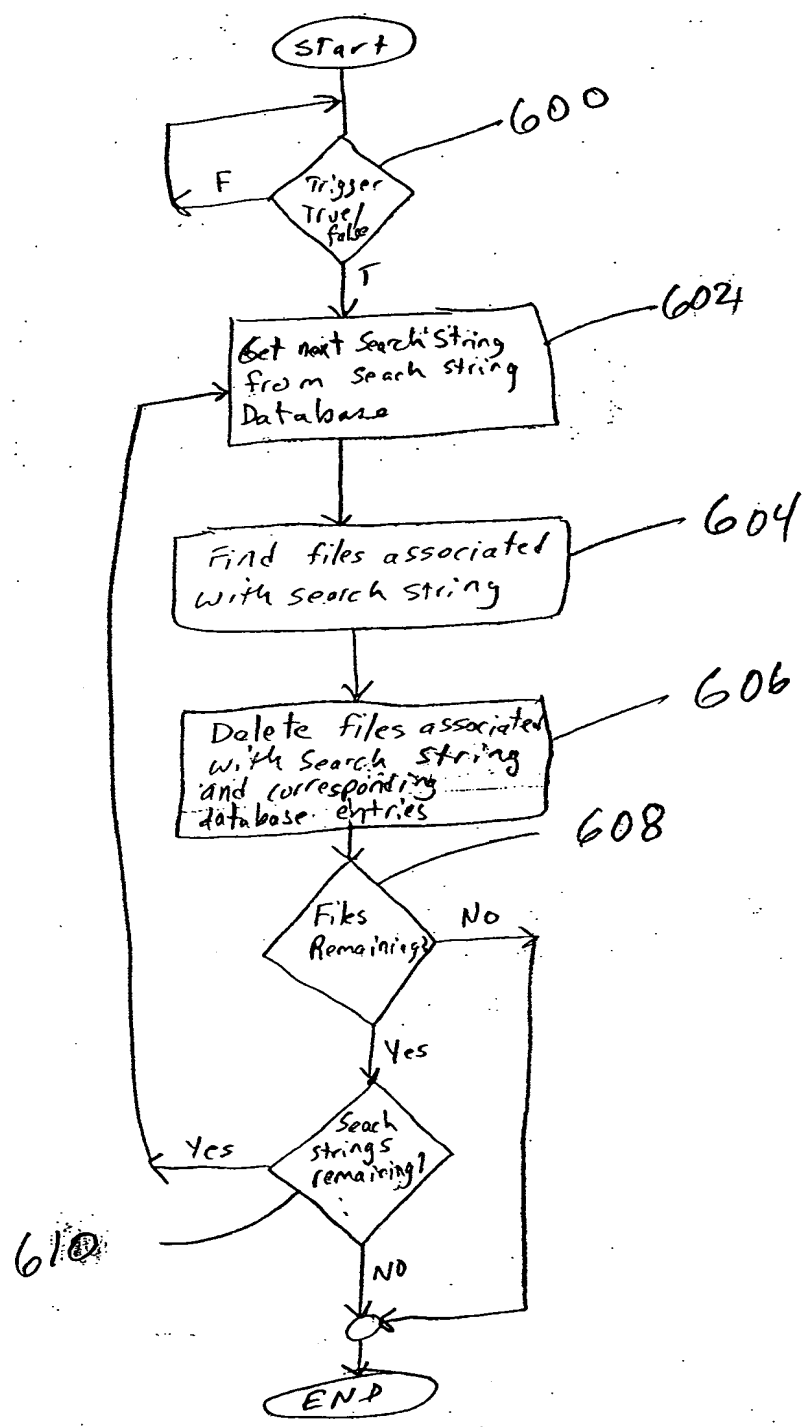 START
600
F
Trigger
True/
false
T
602
Get next Search String
from search string
Database
604
Find files associated
with search string
606
Delete files associated
with search string
and corresponding
database entries
608
Files
Remaining?
NO
Yes
Seach
strings
remaining?
Yes
610
NO
END